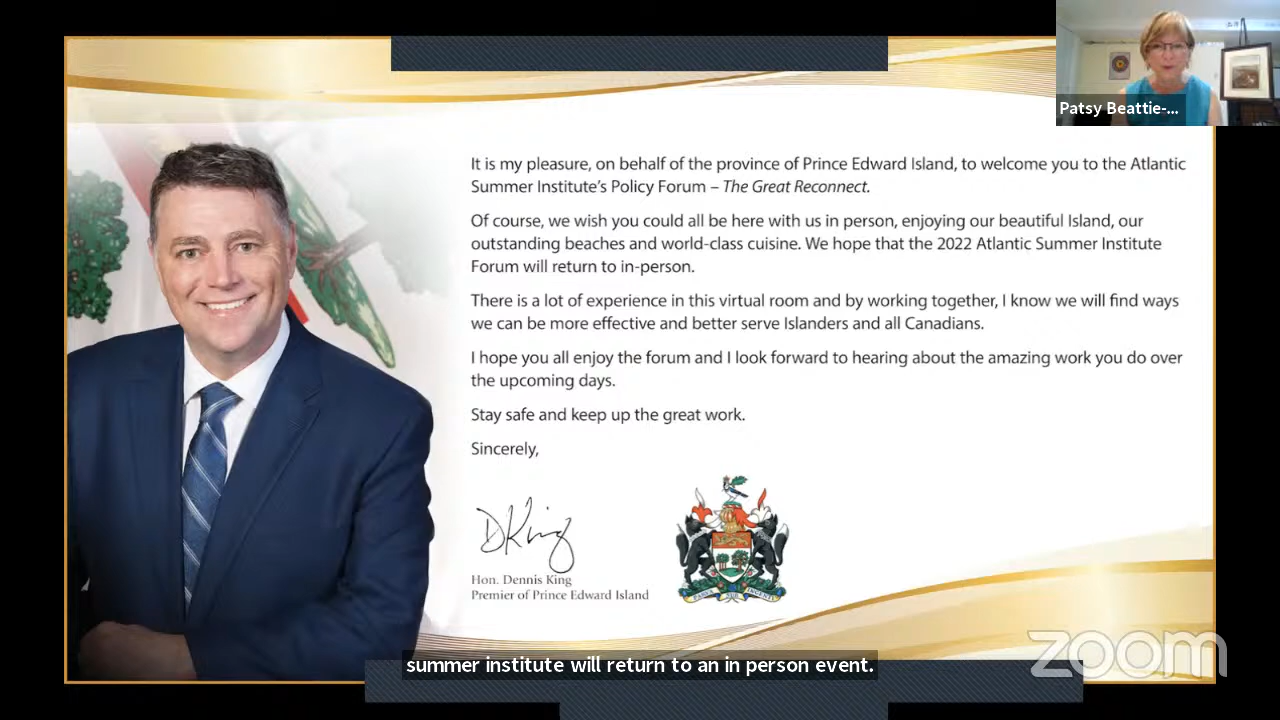 Patsy Beattie-...
It is my pleasure, on behalf of the province of Prince Edward Island, to welcome you to the Atlantic
Summer Institute's Policy Forum – The Great Reconnect.
Of course, we wish you could all be here with us in person, enjoying our beautiful Island, our
outstanding beaches and world-class cuisine. We hope that the 2022 Atlantic Summer Institute
Forum will return to in-person.
There is a lot of experience in this virtual room and by working together, I know we will find ways
we can be more effective and better serve Islanders and all Canadians.
I hope you all enjoy the forum and I look forward to hearing about the amazing work you do over
the upcoming days.
Stay safe and keep up the great work.
Sincerely,
DKing
Hon. Dennis King
Premier of Prince Edward Island
PARVA SUB INGENTI
zoom
summer institute will return to an in person event.